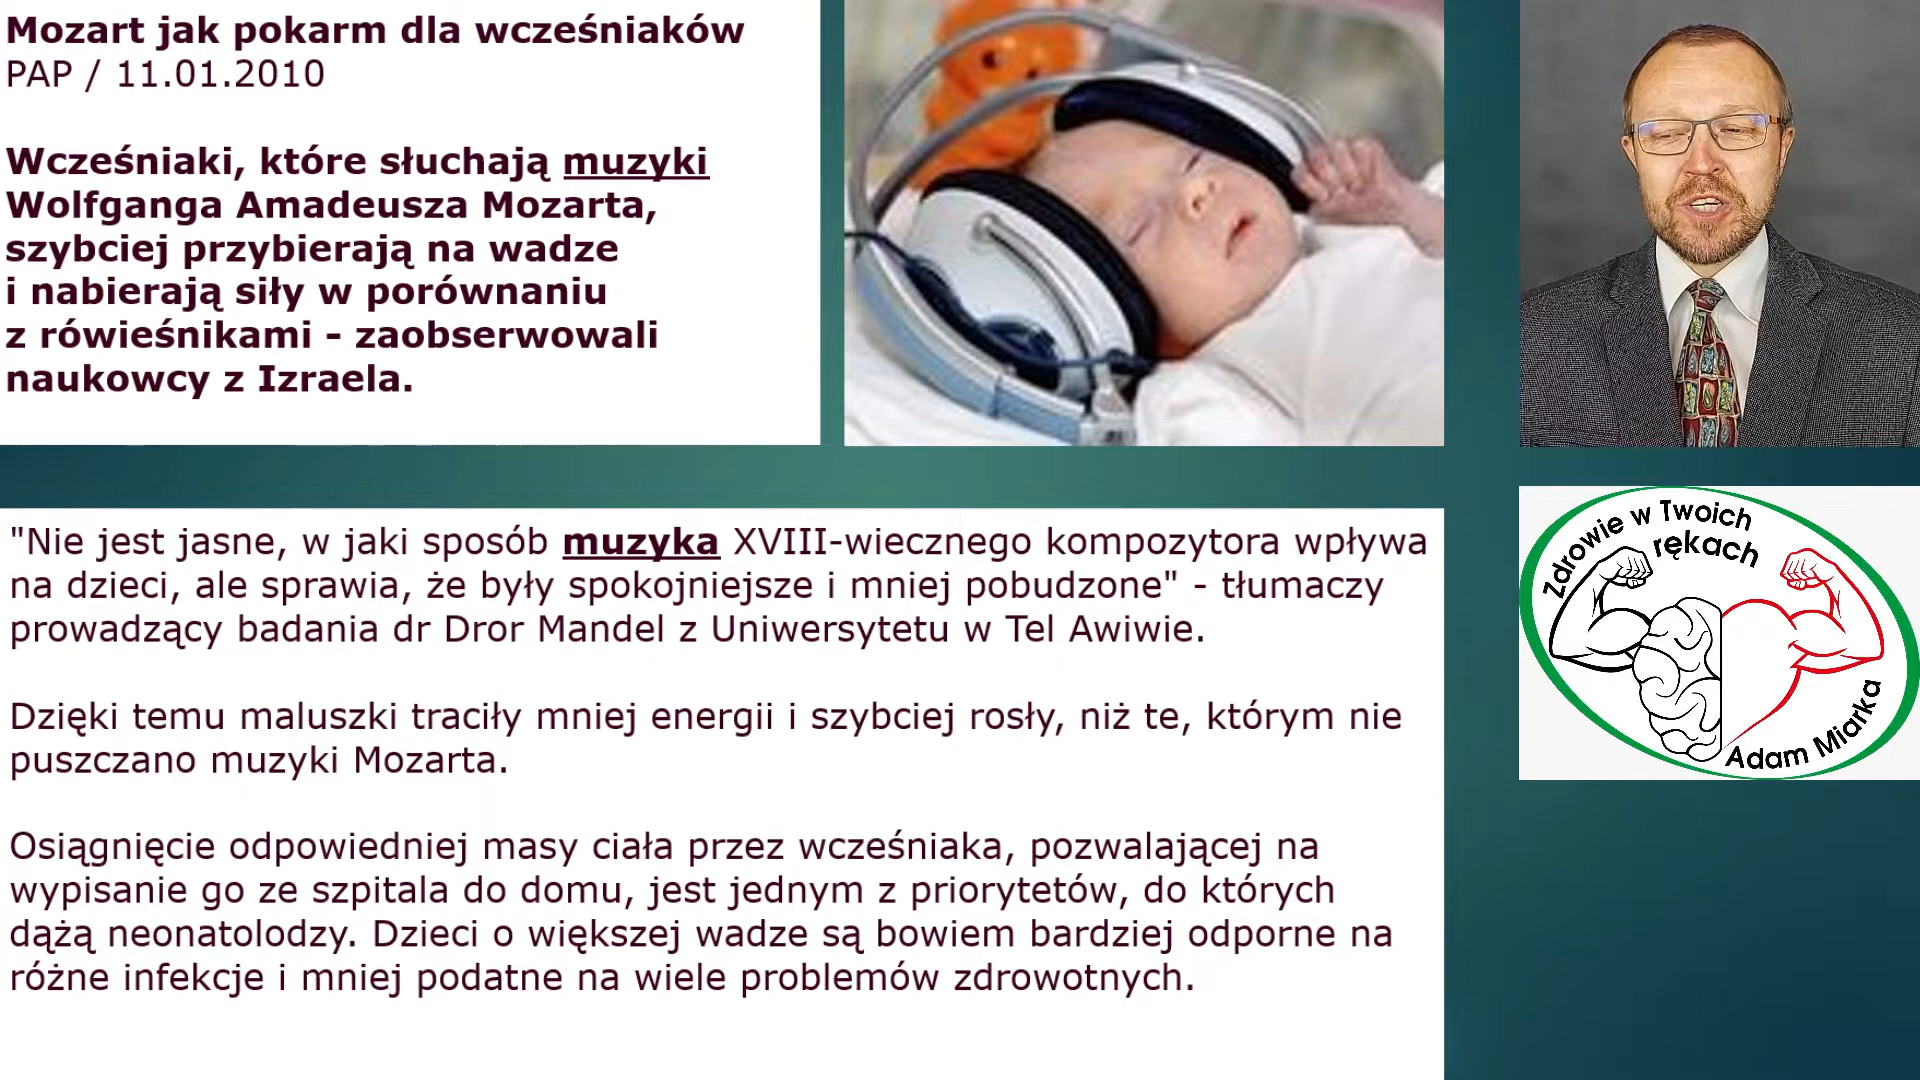 Mozart jak pokarm dla wcześniaków
PAP / 11.01.2010
Wcześniaki, które słuchają muzyki
Wolfganga Amadeusza Mozarta,
szybciej przybierają na wadze
i nabierają siły w porównaniu
z rówieśnikami - zaobserwowali
naukowcy z Izraela.
"Nie jest jasne, w jaki sposób muzyka XVIII-wiecznego kompozytora wpływa
na dzieci, ale sprawia, że były spokojniejsze i mniej pobudzone" - tłumaczy
prowadzący badania dr Dror Mandel z Uniwersytetu w Tel Awiwie.
Dzięki temu maluszki traciły mniej energii i szybciej rosły, niż te, którym nie
puszczano muzyki Mozarta.
Osiągnięcie odpowiedniej masy ciała przez wcześniaka, pozwalającej na
wypisanie go ze szpitala do domu, jest jednym z priorytetów, do których
dążą neonatolodzy. Dzieci o większej wadze są bowiem bardziej odporne na
różne infekcje i mniej podatne na wiele problemów zdrowotnych.
Zdrowie w Twoich
rękach
Adam Miarka